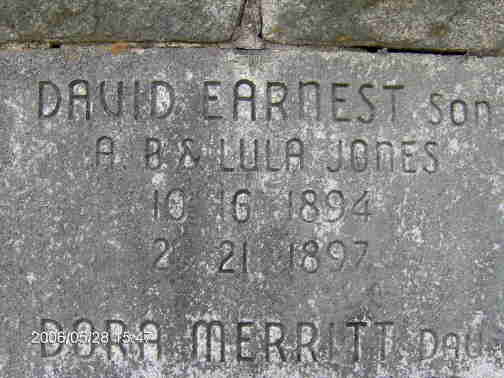 DAVID EARNEST Son
A. B & LULA JONES
10 16 1894
2 21 1897
2006/05/28 15:47
DORA MERRITT